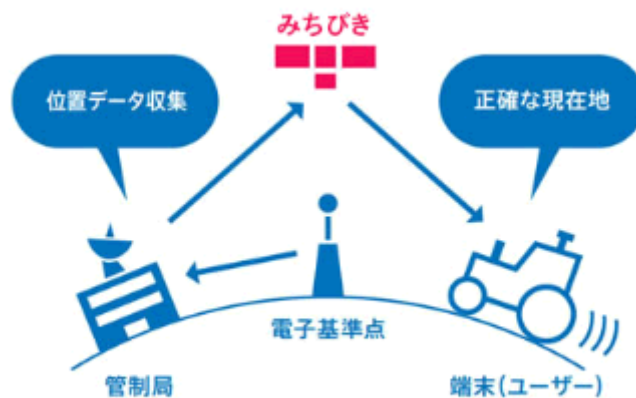 みちびき
位置データ収集
正確な現在地
電子基準点
管制局
端末(ユーザー)